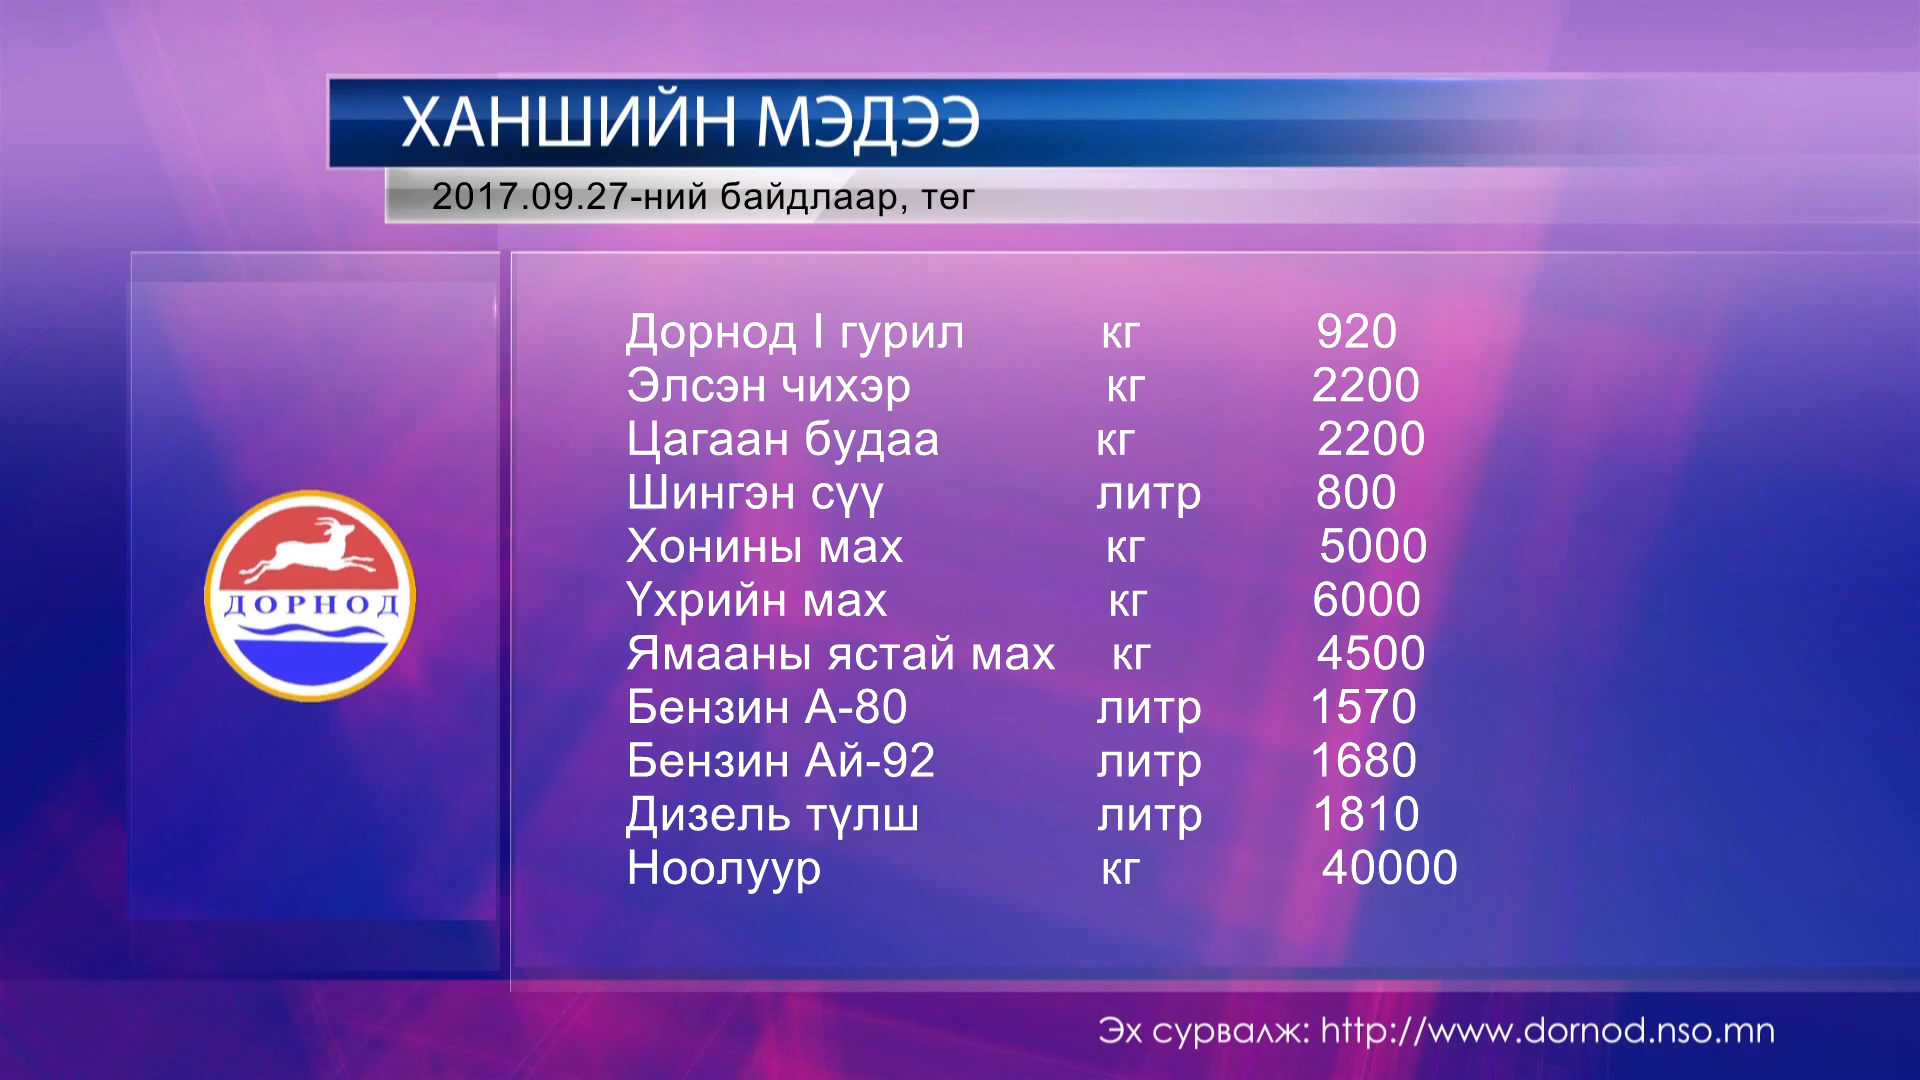 ХАНШИЙН МЭДЭЭ
2017.09.27-ний байдлаар, төг
Дорнод I гурил кг 920
Элсэн чихэр кг 2200
Цагаан будаа кг 2200
Шингэн сүү литр 800
Хонины мах кг 5000
Үхрийн мах кг 6000
Ямааны ястай мах кг 4500
Бензин А-80 литр 1570
Бензин Ай-92 литр 1680
Дизель түлш литр 1810
Ноолуур кг 40000
ДОРНОД
Эх сурвалж: http://www.dornod.nso.mn